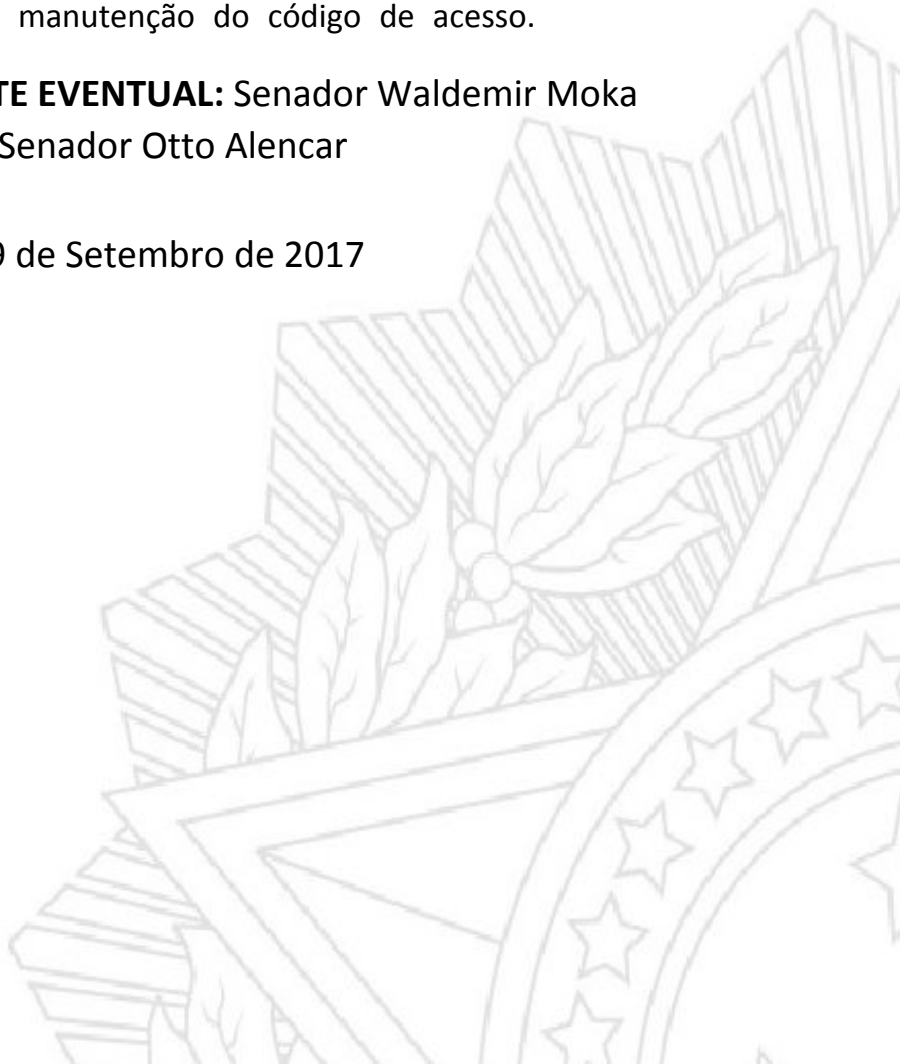 manutenção do código de acesso.
TE EVENTUAL: Senador Waldemir Moka
Senador Otto Alencar
9 de Setembro de 2017